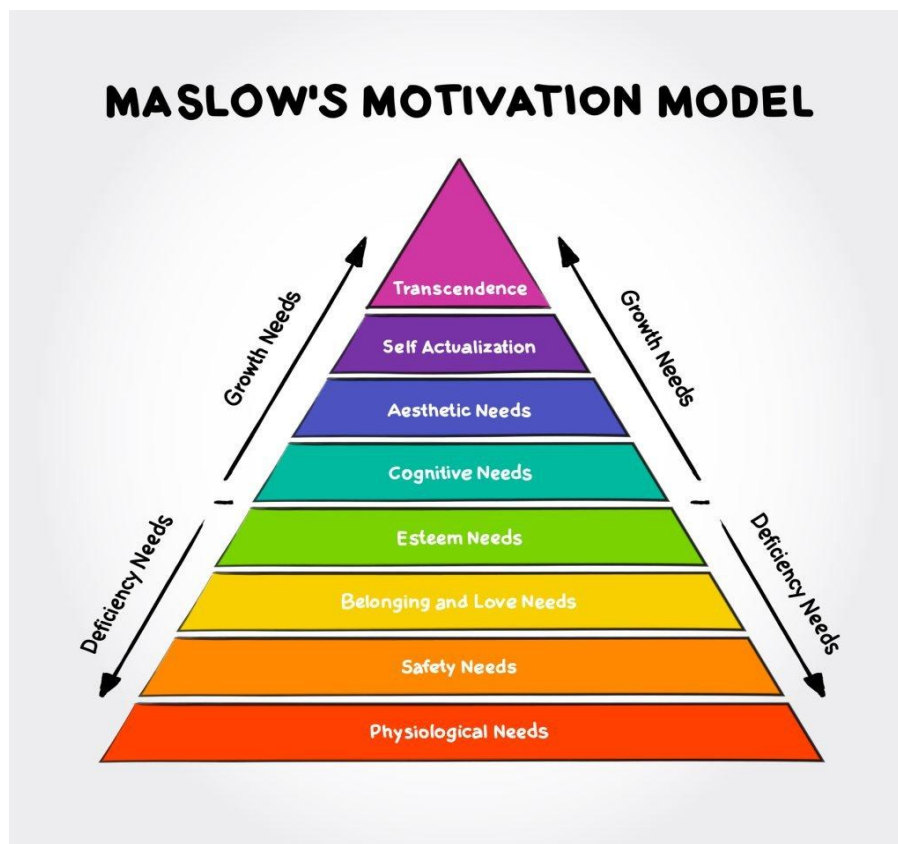 MASLOW'S MOTIVATION MODEL
Transcendence
Growth Needs
Growth Needs
Self Actualization
Aesthetic Needs
Cognitive Needs
Esteem Needs
Deficiency Needs
Deficiency Needs
Belonging and Love Needs
Safety Needs
Physiological Needs